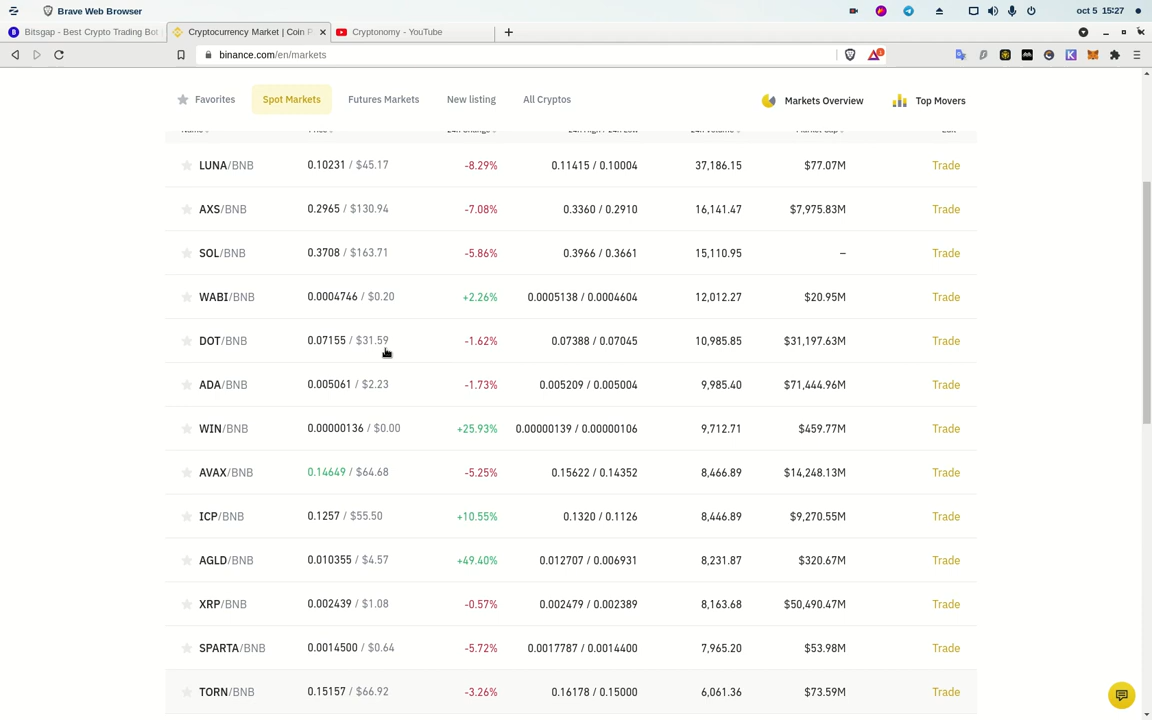 Brave Web Browser
oct 5 15:27
Bitsgap - Best Crypto Trading Bot
Cryptocurrency Market | Coin P
Cryptonomy - YouTube
binance.com/en/markets
Favorites
Spot Markets
Futures Markets
New listing
All Cryptos
Markets Overview
Top Movers
LUNA/BNB 0.10231 / $45.17 -8.29% 0.11415 / 0.10004 37,186.15 $77.07M Trade
AXS/BNB 0.2965 / $130.94 -7.08% 0.3360 / 0.2910 16,141.47 $7,975.83M Trade
SOL/BNB 0.3708 / $163.71 -5.86% 0.3966 / 0.3661 15,110.95 – Trade
WABI/BNB 0.0004746 / $0.20 +2.26% 0.0005138 / 0.0004604 12,012.27 $20.95M Trade
DOT/BNB 0.07155 / $31.59 -1.62% 0.07388 / 0.07045 10,985.85 $31,197.63M Trade
ADA/BNB 0.005061 / $2.23 -1.73% 0.005209 / 0.005004 9,985.40 $71,444.96M Trade
WIN/BNB 0.00000136 / $0.00 +25.93% 0.00000139 / 0.00000106 9,712.71 $459.77M Trade
AVAX/BNB 0.14649 / $64.68 -5.25% 0.15622 / 0.14352 8,466.89 $14,248.13M Trade
ICP/BNB 0.1257 / $55.50 +10.55% 0.1320 / 0.1126 8,446.89 $9,270.55M Trade
AGLD/BNB 0.010355 / $4.57 +49.40% 0.012707 / 0.006931 8,231.87 $320.67M Trade
XRP/BNB 0.002439 / $1.08 -0.57% 0.002479 / 0.002389 8,163.68 $50,490.47M Trade
SPARTA/BNB 0.0014500 / $0.64 -5.72% 0.0017787 / 0.0014400 7,965.20 $53.98M Trade
TORN/BNB 0.15157 / $66.92 -3.26% 0.16178 / 0.15000 6,061.36 $73.59M Trade